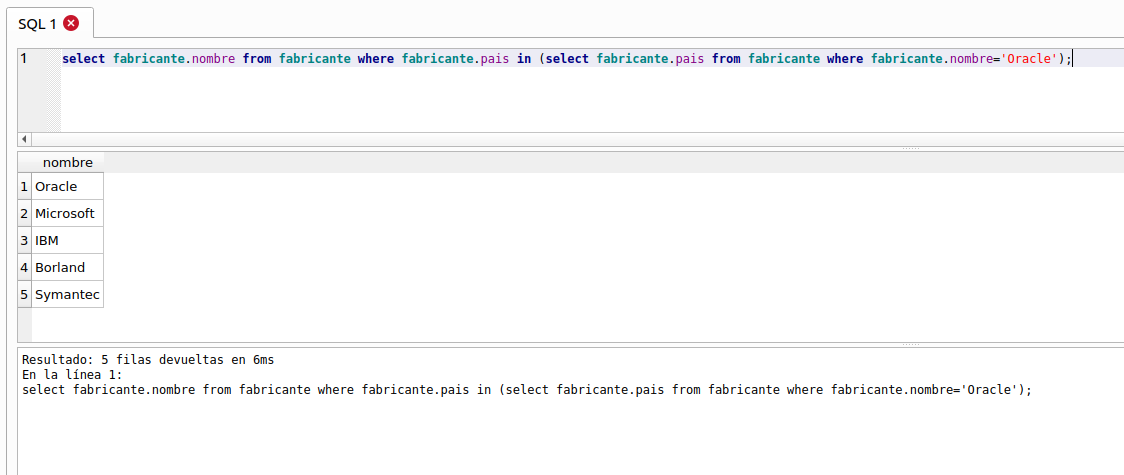 SQL 1
1 select fabricante.nombre from fabricante where fabricante.pais in (select fabricante.pais from fabricante where fabricante.nombre='Oracle');
nombre
1 Oracle
2 Microsoft
3 IBM
4 Borland
5 Symantec
Resultado: 5 filas devueltas en 6ms
En la línea 1:
select fabricante.nombre from fabricante where fabricante.pais in (select fabricante.pais from fabricante where fabricante.nombre='Oracle');